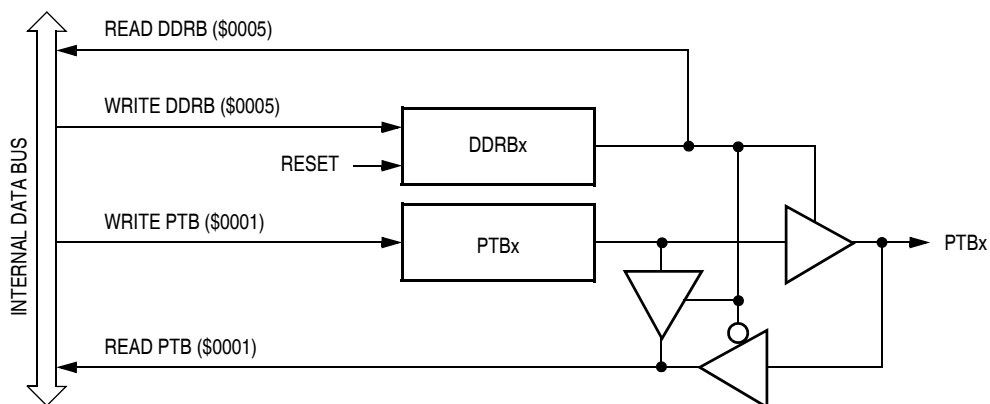 READ DDRB ($0005)
WRITE DDRB ($0005)
DDRBx
RESET
WRITE PTB ($0001)
PTBx
PTBx
READ PTB ($0001)
INTERNAL DATA BUS